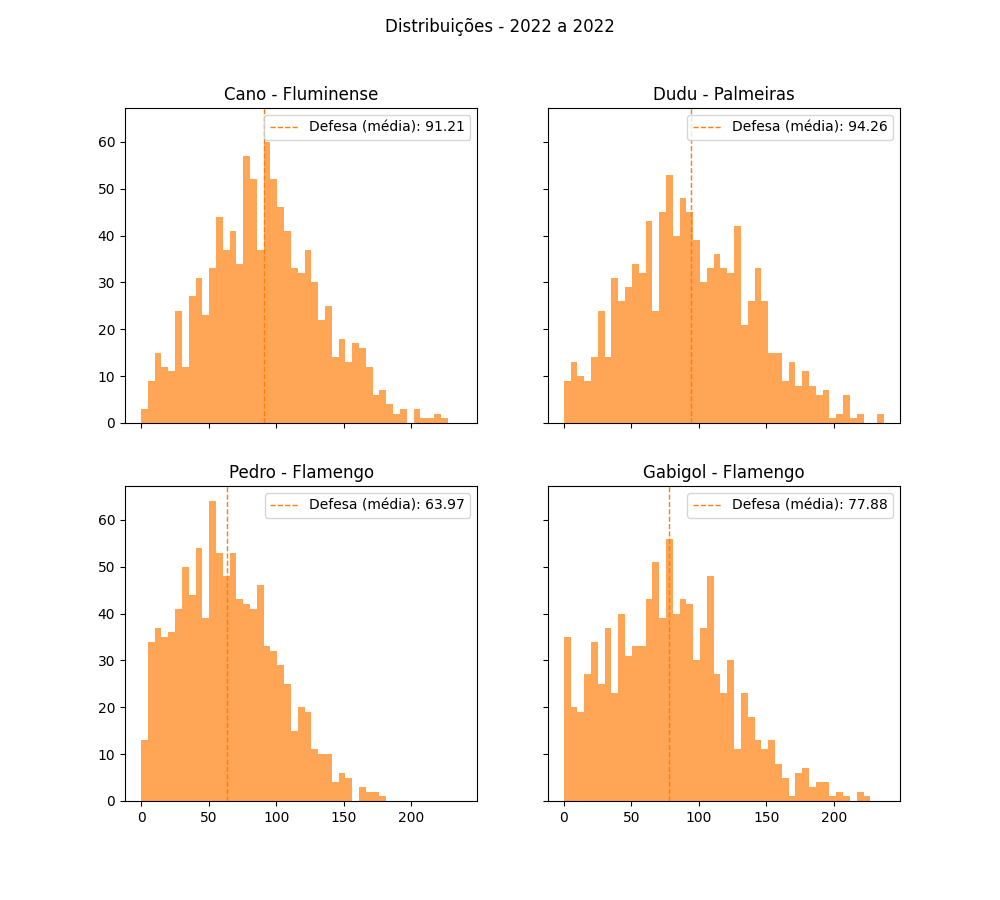 Distribuições - 2022 a 2022
Cano - Fluminense
Defesa (média): 91.21
60
50
40
30
20
10
0
Dudu - Palmeiras
Defesa (média): 94.26
Pedro - Flamengo
Defesa (média): 63.97
60
50
40
30
20
10
0
0 50 100 150 200
Gabigol - Flamengo
Defesa (média): 77.88
0 50 100 150 200